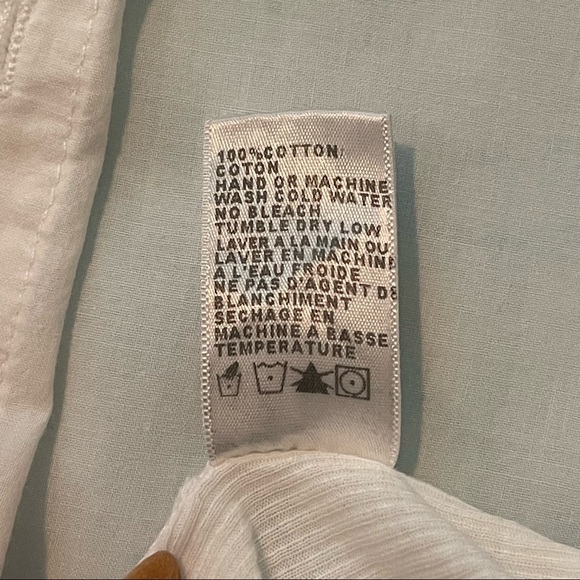 100%COTTON
COTON
HAND OR MACHINE
WASH COLD WATER
NO BLEACH
TUMBLE DRY LOW
LAVER A LA MAIN OU
LAVER EN MACHINE
A L'EAU FROIDE
NE PAS D'AGENT DE
BLANCHIMENT
SECHAGE EN
MACHINE A BASSE
TEMPERATURE